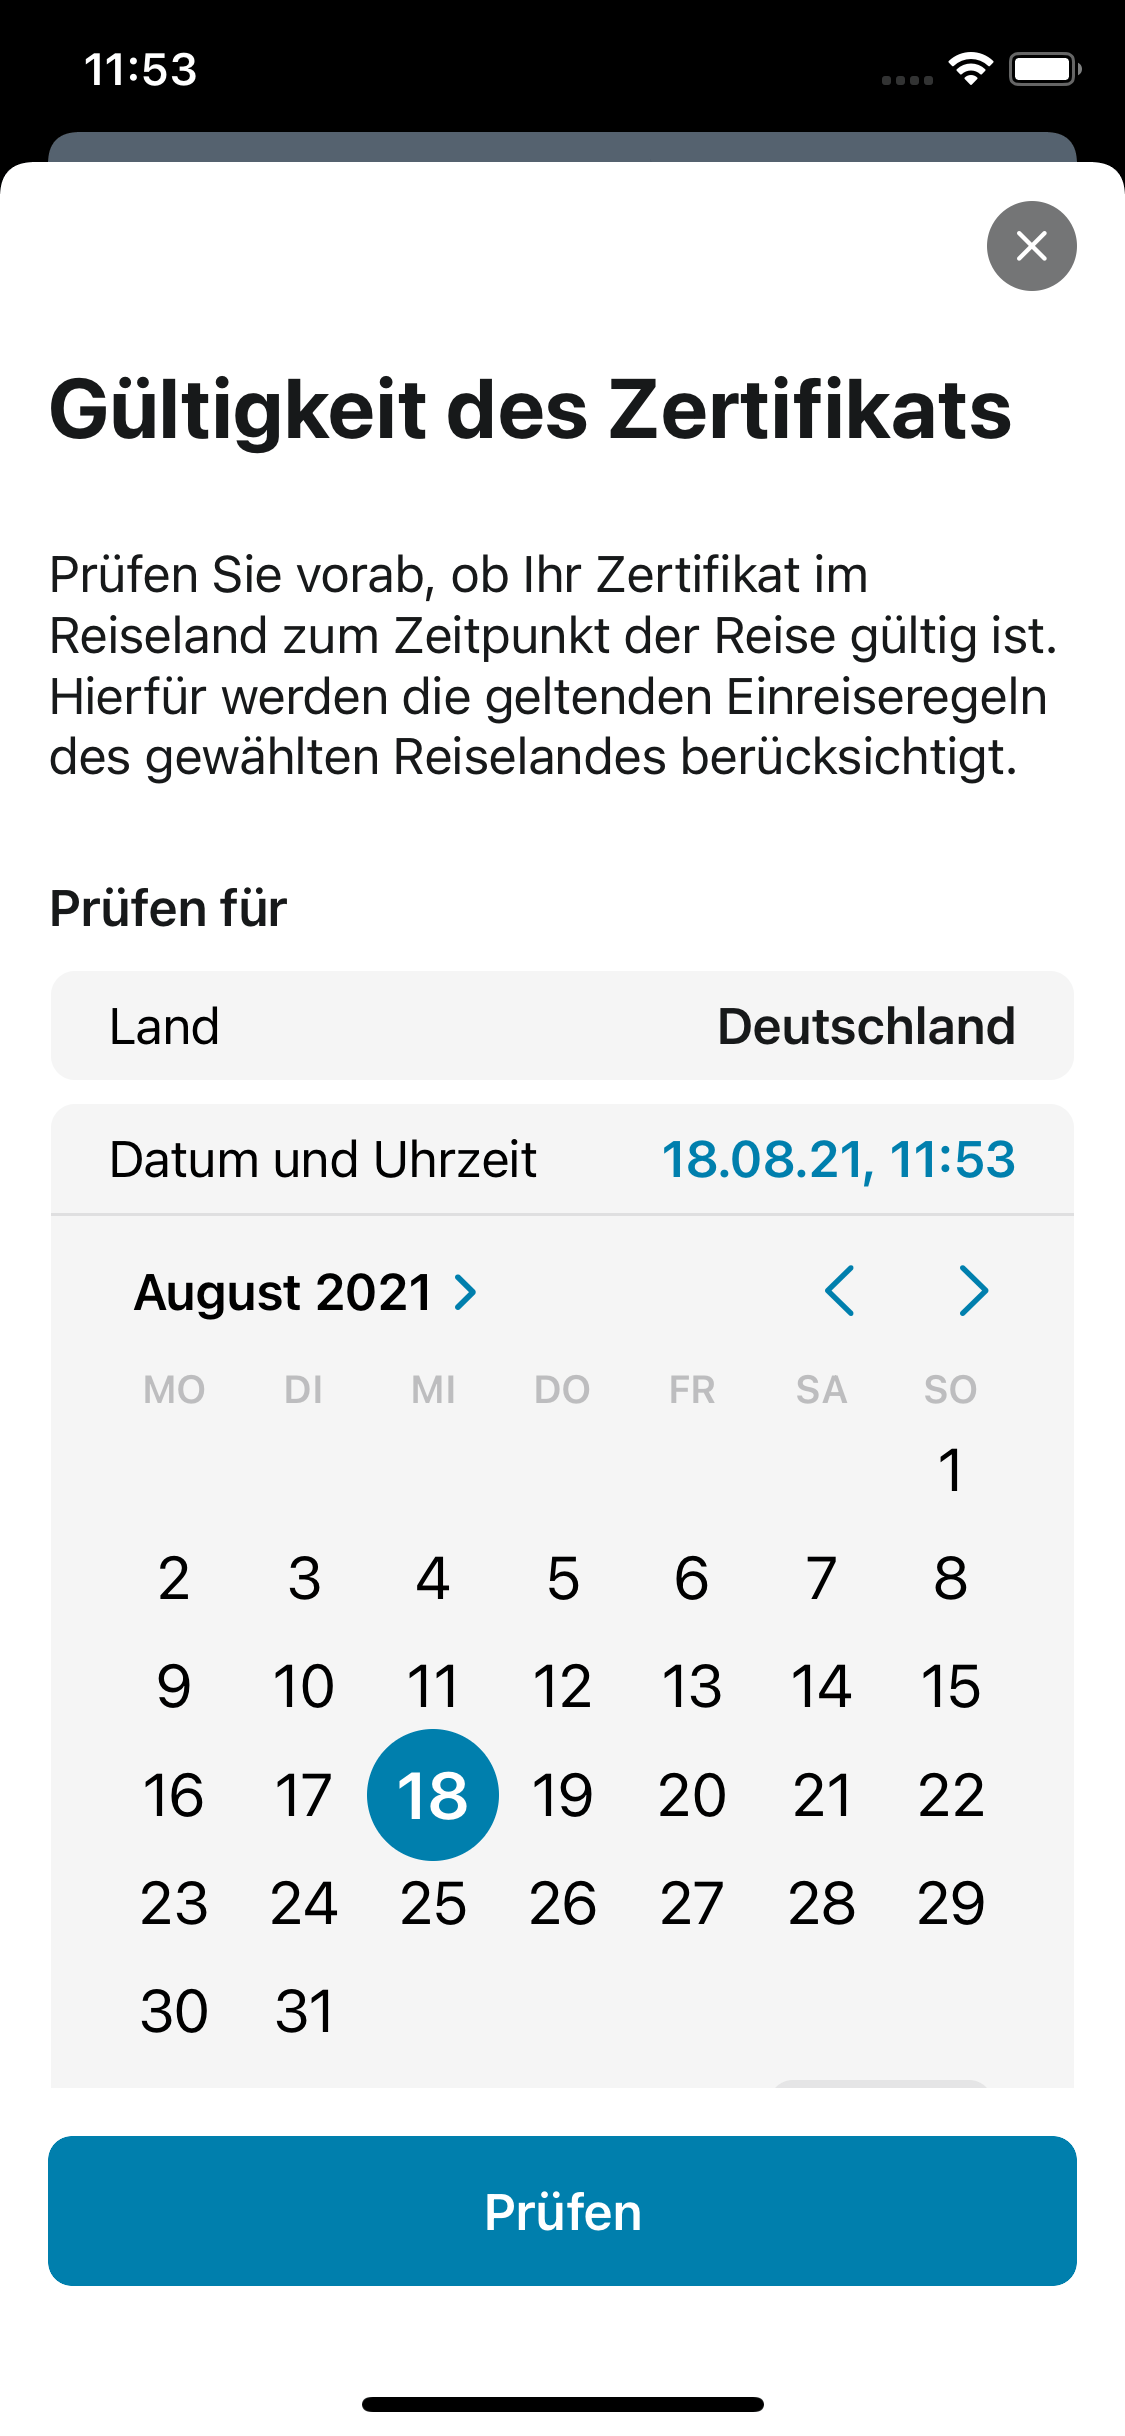 11:53
Gültigkeit des Zertifikats
Prüfen Sie vorab, ob Ihr Zertifikat im
Reiseland zum Zeitpunkt der Reise gültig ist.
Hierfür werden die geltenden Einreiseregeln
des gewählten Reiselandes berücksichtigt.
Prüfen für
Land Deutschland
Datum und Uhrzeit 18.08.21, 11:53
August 2021
MO DI MI DO FR SA SO
1
2 3 4 5 6 7 8
9 10 11 12 13 14 15
16 17 18 19 20 21 22
23 24 25 26 27 28 29
30 31
Prüfen